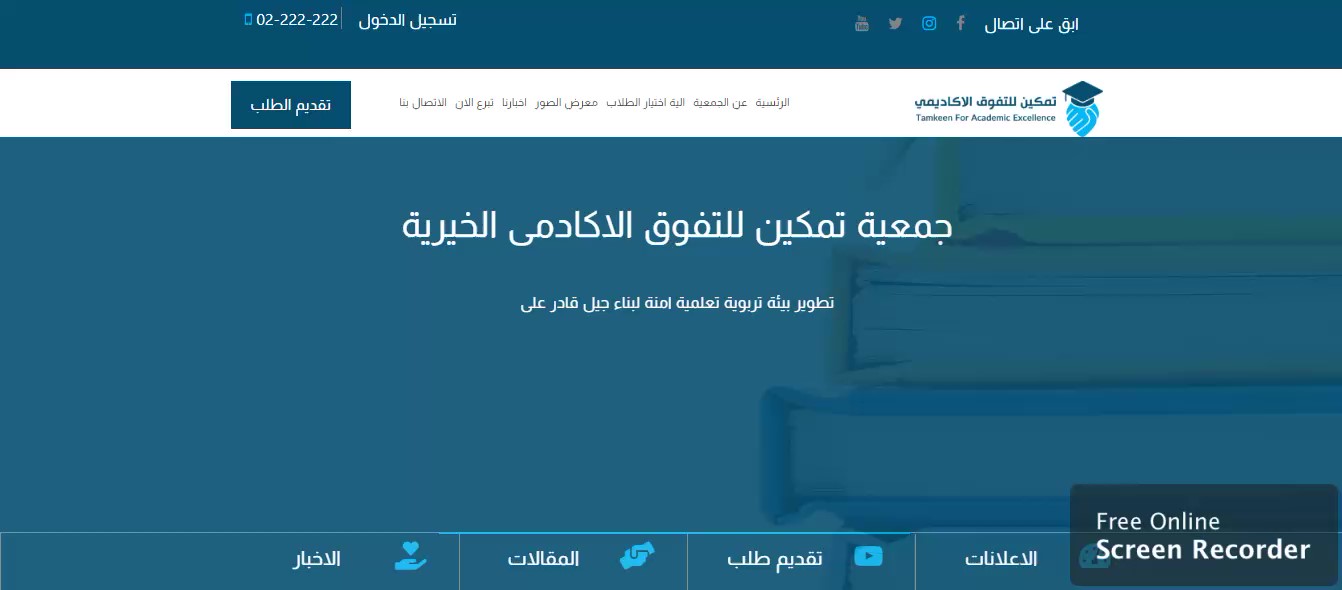 ابق على اتصال
تسجيل الدخول
02-222-222
تمكين للتفوق الاكاديمي
Tamkeen For Academic Excellence
الرئسية عن الجمعية الية اختيار الطلاب معرض الصور اخبارنا تبرع الان الاتصال بنا
تقديم الطلب
جمعية تمكين للتفوق الاكادمى الخيرية
تطوير بيئة تربوية تعلمية امنة لبناء جيل قادر على
الاعلانات
تقديم طلب
المقالات
الاخبار
Free Online
Screen Recorder